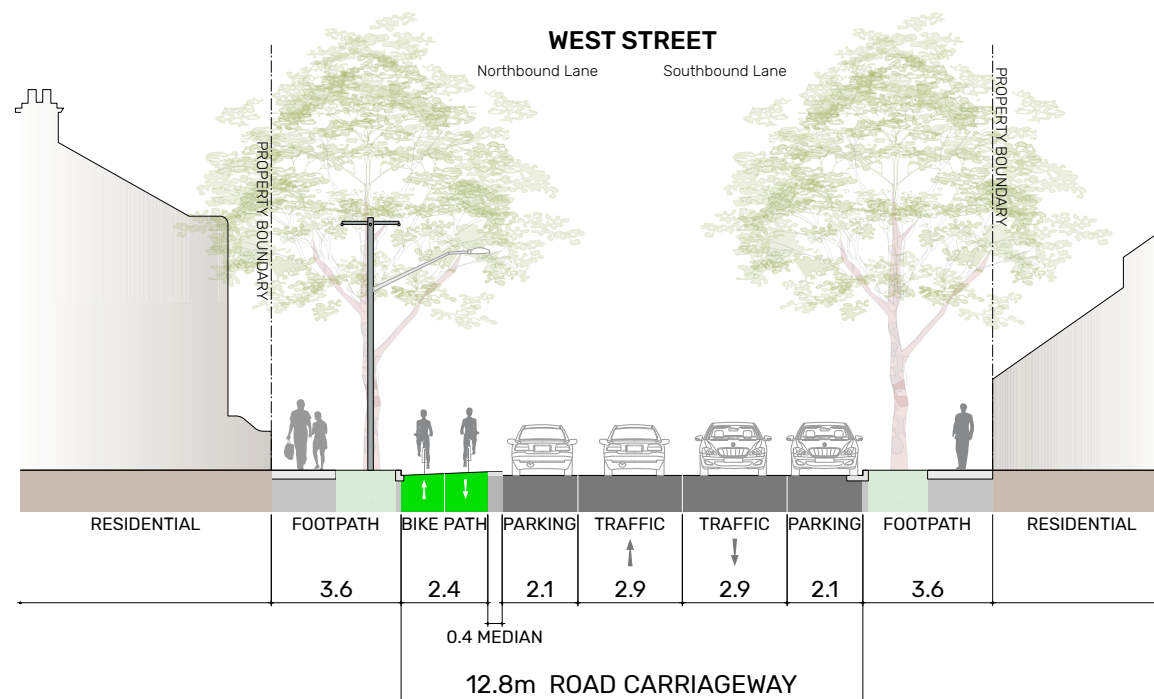 WEST STREET
Northbound Lane Southbound Lane
PROPERTY BOUNDARY
PROPERTY BOUNDARY
RESIDENTIAL FOOTPATH BIKE PATH PARKING TRAFFIC TRAFFIC PARKING FOOTPATH RESIDENTIAL
3.6 2.4 2.1 2.9 2.9 2.1 3.6
0.4 MEDIAN
12.8m ROAD CARRIAGEWAY